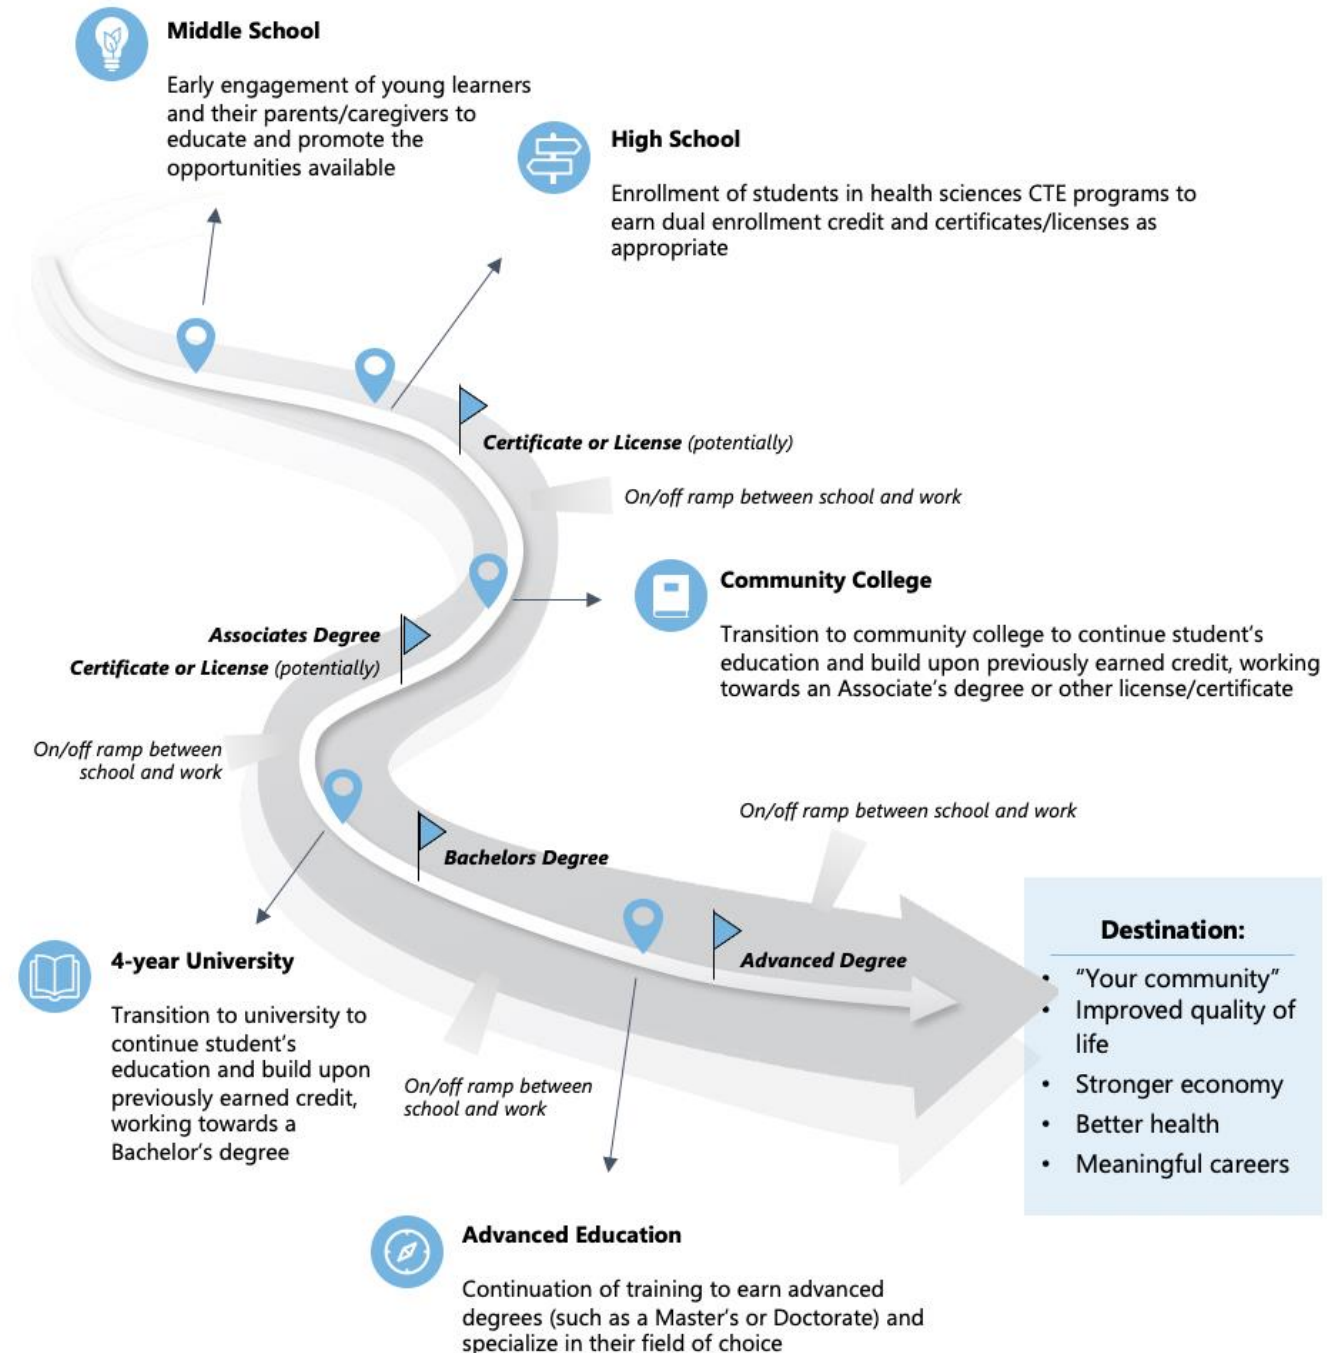 Middle School
Early engagement of young learners
and their parents/caregivers to
educate and promote the
opportunities available
High School
Enrollment of students in health sciences CTE programs to
earn dual enrollment credit and certificates/licenses as
appropriate
Certificate or License (potentially)
On/off ramp between school and work
Community College
Transition to community college to continue student's
education and build upon previously earned credit, working
towards an Associate's degree or other license/certificate
Associates Degree
Certificate or License (potentially)
On/off ramp between
school and work
On/off ramp between school and work
Bachelors Degree
Advanced Degree
4-year University
Transition to university to
continue student's
education and build upon
previously earned credit,
working towards a
Bachelor's degree
On/off ramp between
school and work
Destination:
• "Your community"
• Improved quality of
life
• Stronger economy
• Better health
• Meaningful careers
Advanced Education
Continuation of training to earn advanced
degrees (such as a Master's or Doctorate) and
specialize in their field of choice